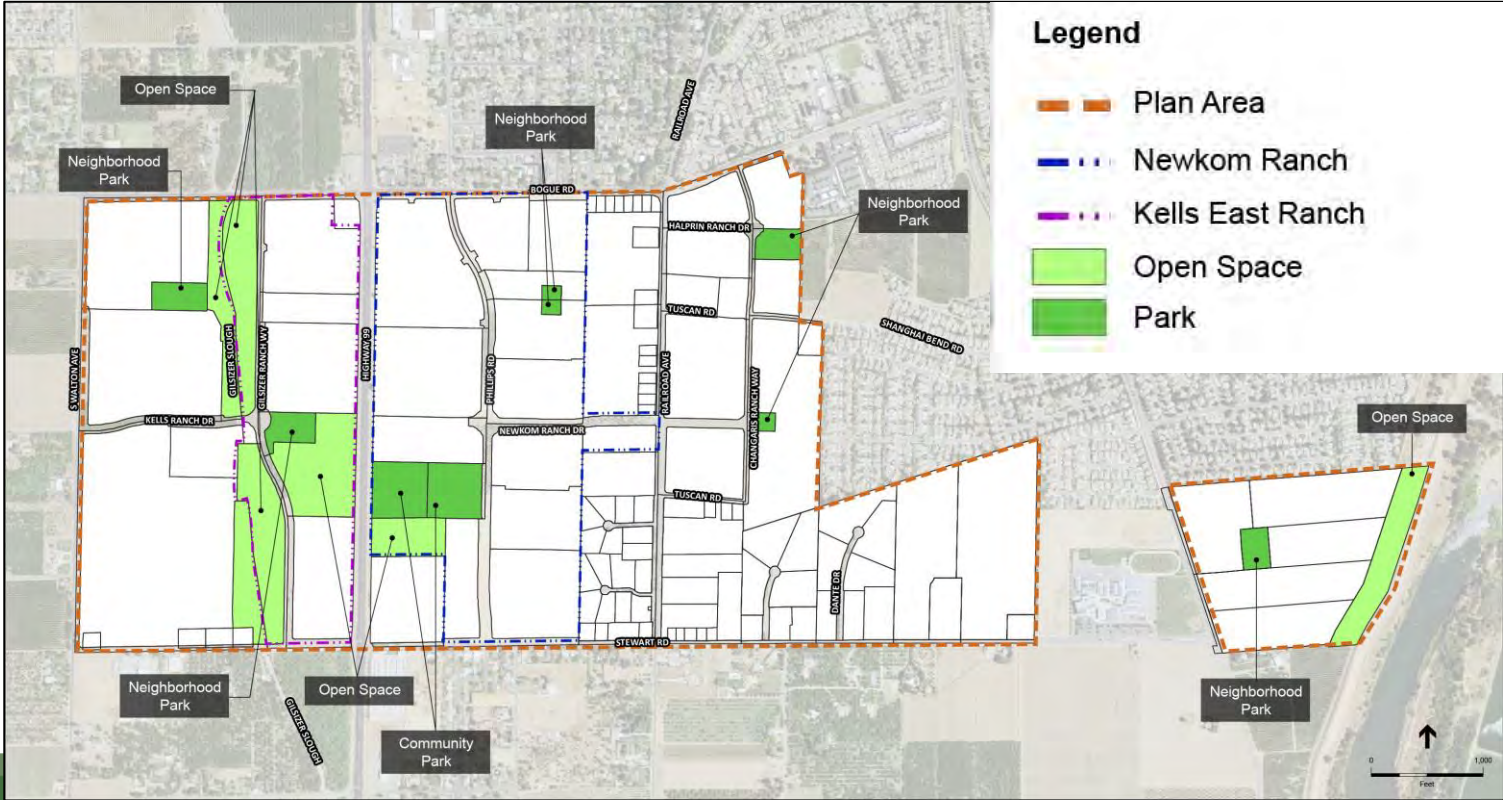 Legend
Plan Area
Newkom Ranch
Kells East Ranch
Open Space
Park
Open Space
Neighborhood
Park
Neighborhood
Park
RAILROAD AVE
BOGUE RD
Neighborhood
Park
HALPRIN RANCH DR
TUSCAN RD
SHANGHAI BEND RD
S WALTON AVE
GILSIZER SLOUGH
GILSIZER RANCH WY
HIGHWAY 99
PHILLIPS RD
RAILROAD AVE
CHANGARIS RANCH WAY
KELLS RANCH DR
NEWKOM RANCH DR
Open Space
TUSCAN RD
DANTE DR
STEWART RD
Neighborhood
Park
Open Space
Neighborhood
Park
GILSIZER SLOUGH
Community
Park
0 1,000
Feet